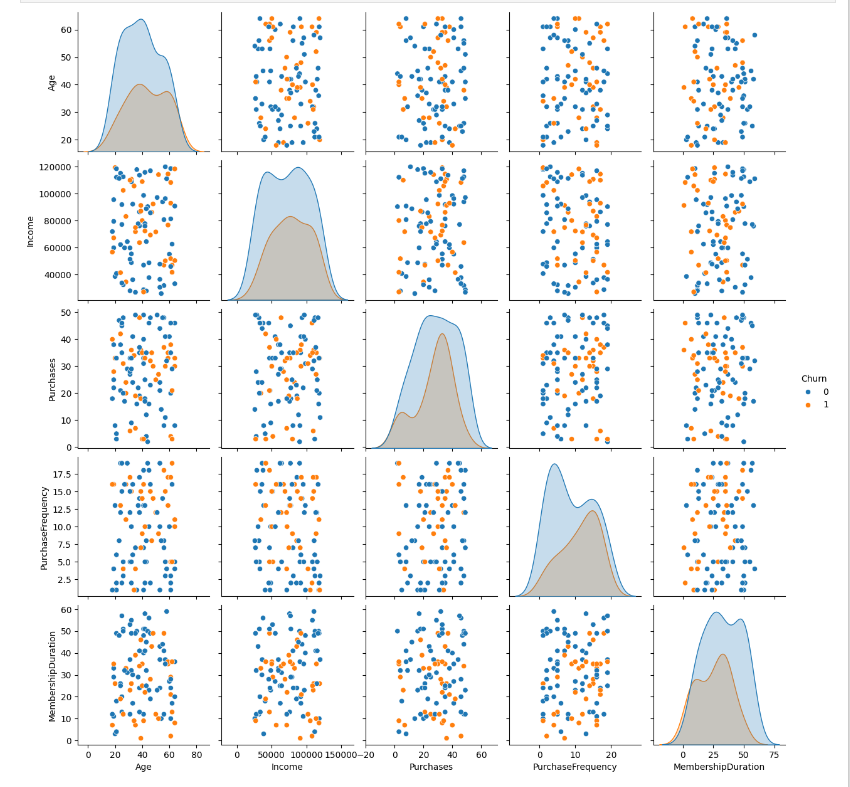 60
50
40
30
20
Age
120000
100000
80000
60000
40000
Income
50
40
30
20
10
0
Purchases
Churn
0
1
17.5
15.0
12.5
10.0
7.5
5.0
2.5
PurchaseFrequency
60
50
40
30
20
10
0
MembershipDuration
0 20 40 60 80
0 50000 100000 150000
−20 0 20 40 60
0 10 20
0 25 50 75
Age
Income
Purchases
PurchaseFrequency
MembershipDuration